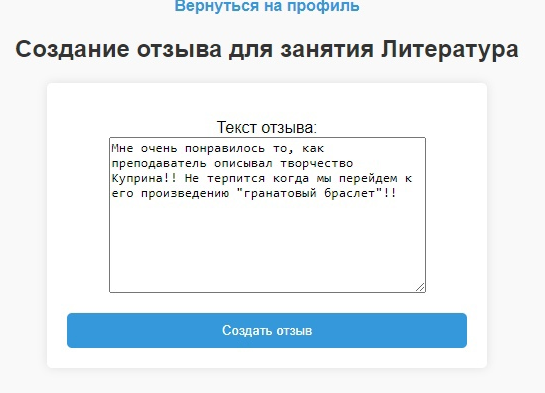 Вернуться на профиль
Создание отзыва для занятия Литература
Текст отзыва:
Мне очень понравилось то, как
преподаватель описывал творчество
Куприна!! Не терпится когда мы перейдем к
его произведению "гранатовый браслет"!!
Создать отзыв